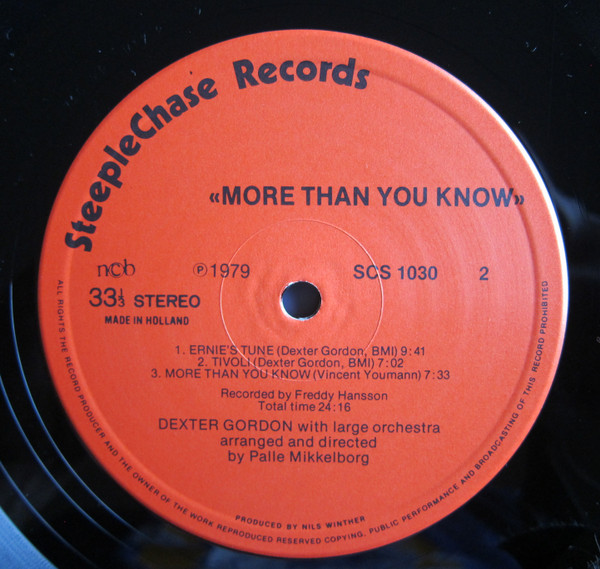 SteepleChase Records
«MORE THAN YOU KNOW»
ncb ℗1979 SCS 1030 2
33⅓ STEREO
MADE IN HOLLAND
1. ERNIE'S TUNE (Dexter Gordon, BMI) 9:41
2. TIVOLI (Dexter Gordon, BMI) 7:02
3. MORE THAN YOU KNOW (Vincent Youmann) 7:33
Recorded by Freddy Hansson
Total time 24:16
DEXTER GORDON with large orchestra
arranged and directed
by Palle Mikkelborg
PRODUCED BY NILS WINTHER
ALL RIGHTS THE RECORD PRODUCER AND THE OWNER OF THE WORK REPRODUCED RESERVED COPYING, PUBLIC PERFORMANCE AND BROADCASTING OF THIS RECORD PROHIBITED